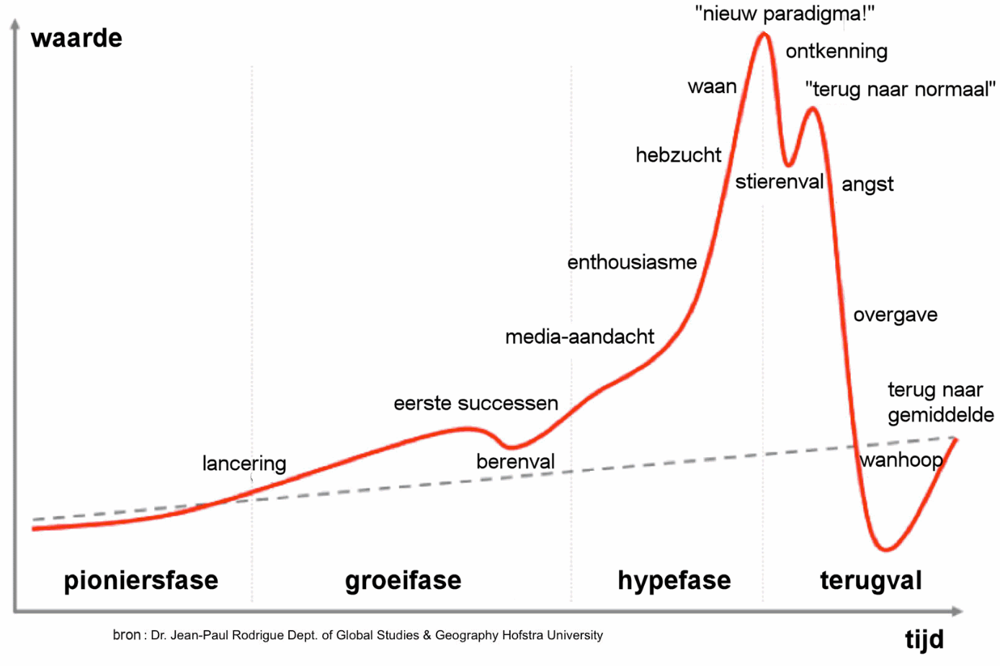 "nieuw paradigma!"
waarde
ontkenning
waan
"terug naar normaal"
hebzucht
stierenval
angst
enthousiasme
overgave
media-aandacht
terug naar
gemiddelde
eerste successen
lancering
berenval
wanhoop
pioniersfase
groeifase
hypefase
terugval
bron : Dr. Jean-Paul Rodrigue Dept. of Global Studies & Geography Hofstra University
tijd